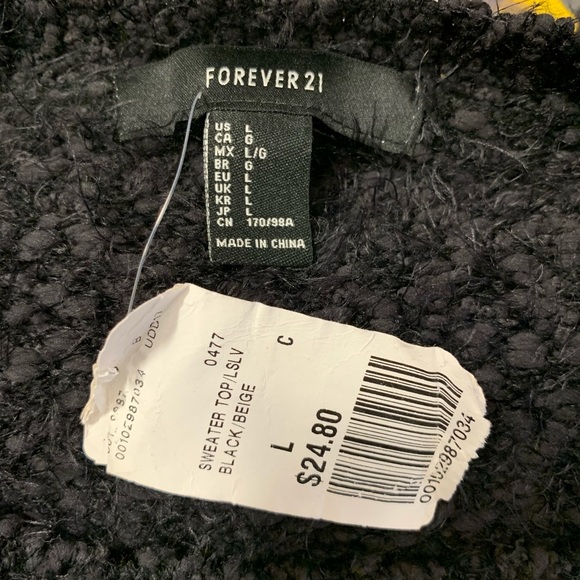 FOREVER 21
US L
CA G
MX L/G
BR G
EU L
UK L
KR L
JP L
CN 170/98A
MADE IN CHINA
00102987034
0477
C
SWEATER TOP/LSLV
BLACK/BEIGE
L
$24.80
00102987034